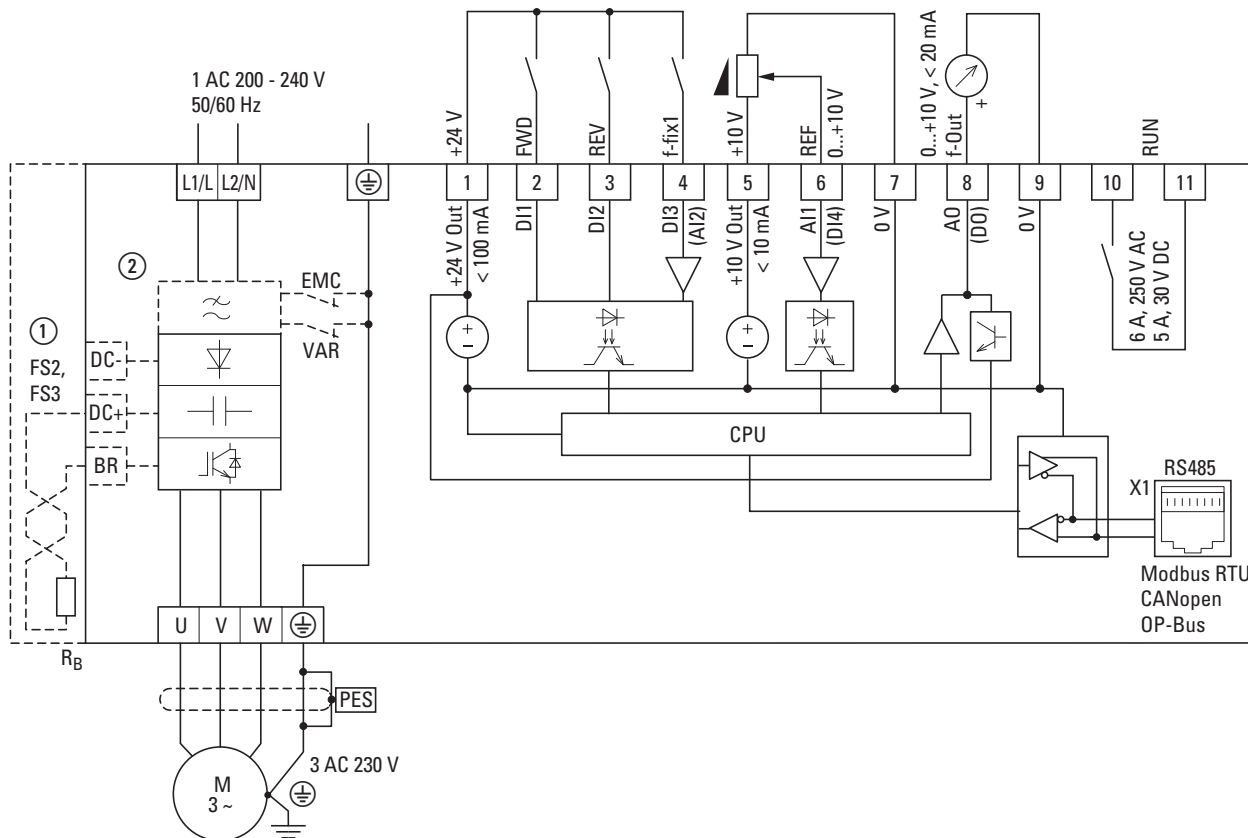 1 AC 200 - 240 V
50/60 Hz
L1/L
L2/N
+24 V
FWD
REV
f-fix1
+10 V
REF
0...+10 V
0...+10 V, < 20 mA
f-Out
+
RUN
1
2
3
4
5
6
7
8
9
10
11
+24 V Out
< 100 mA
DI1
DI2
DI3
(AI2)
+10 V Out
< 10 mA
AI1
(DI4)
0 V
AO
(DO)
0 V
6 A, 250 V AC
5 A, 30 V DC
2
EMC
VAR
1
FS2,
FS3
DC-
DC+
BR
+
−
+
−
CPU
RS485
X1
Modbus RTU
CANopen
OP-Bus
U
V
W
RB
PES
3 AC 230 V
M
3 ~